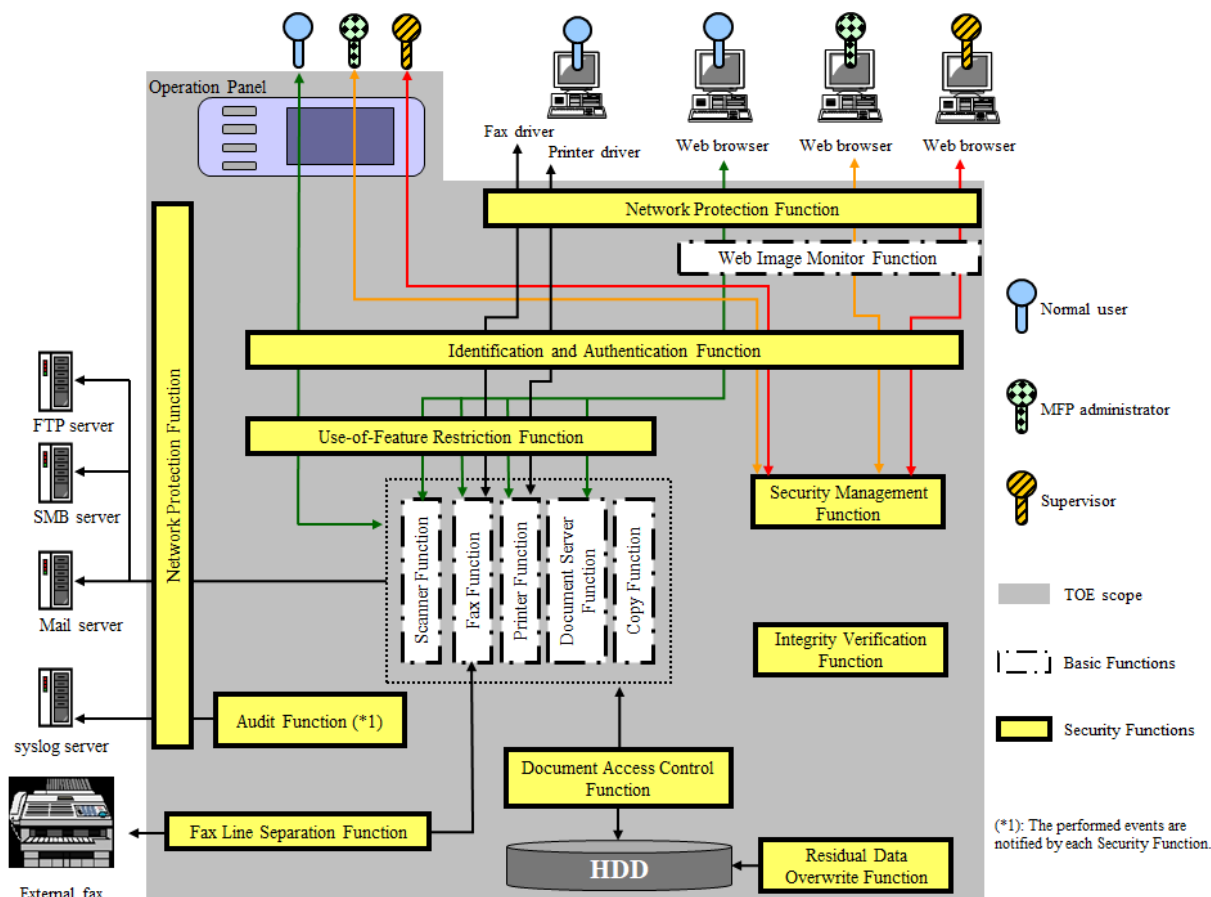 Operation Panel
Fax driver
Printer driver
Web browser
Web browser
Web browser
Network Protection Function
Web Image Monitor Function
Identification and Authentication Function
Use-of-Feature Restriction Function
Network Protection Function
FTP server
SMB server
Mail server
syslog server
External fax
Scanner Function
Fax Function
Printer Function
Document Server
Function
Copy Function
Security Management
Function
Integrity Verification
Function
Audit Function (*1)
Document Access Control
Function
Fax Line Separation Function
HDD
Residual Data
Overwrite Function
Normal user
MFP administrator
Supervisor
TOE scope
Basic Functions
Security Functions
(*1): The performed events are
notified by each Security Function.